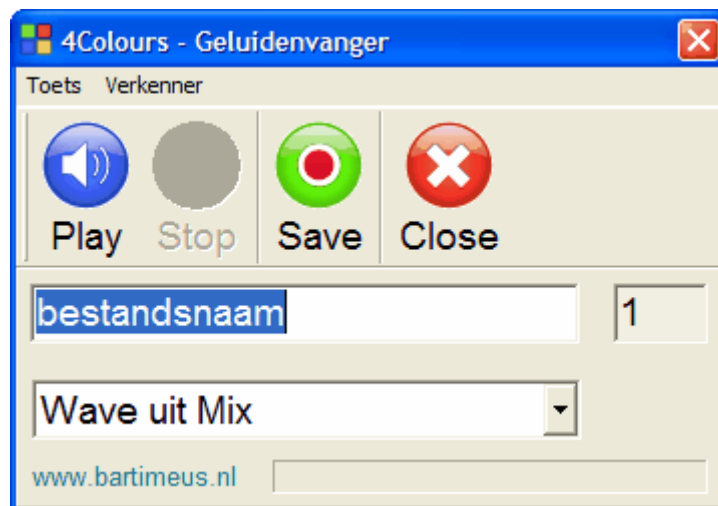 4Colours - Geluidenvanger
Toets Verkenner
Play Stop Save Close
bestandsnaam 1
Wave uit Mix
www.bartimeus.nl